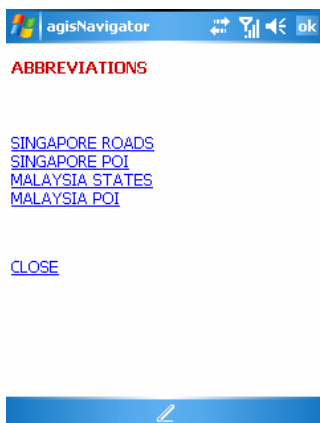 agisNavigator
ok
ABBREVIATIONS
SINGAPORE ROADS
SINGAPORE POI
MALAYSIA STATES
MALAYSIA POI
CLOSE